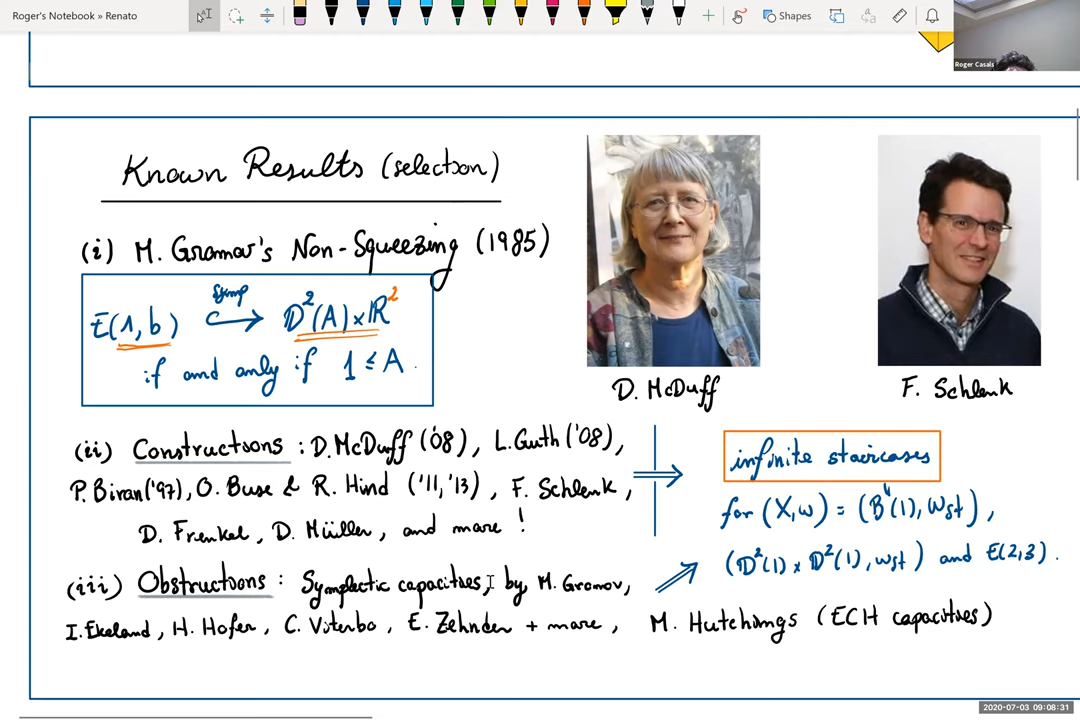 Roger's Notebook » Renato
Shapes
Roger Casals
Known Results (selection)
(i) M. Gromov's Non-Squeezing (1985)
E(1,b) symp↪ D²(A)×R²
if and only if 1 ≤ A.
D. McDuff
F. Schlenk
(ii) Constructions : D. McDuff ('08), L. Guth ('08),
P. Biran ('97), O. Buse & R. Hind ('11, '13), F. Schlenk,
D. Frenkel, D. Müller, and more !
infinite staircases
for (X,ω) = (B⁴(1), ωst),
(D²(1) × D²(1), ωst) and E(2,3).
(iii) Obstructions : Symplectic capacities, by M. Gromov,
I. Ekeland, H. Hofer, C. Viterbo, E. Zehnder + more, M. Hutchings (ECH capacities)
2020-07-03 09:08:31